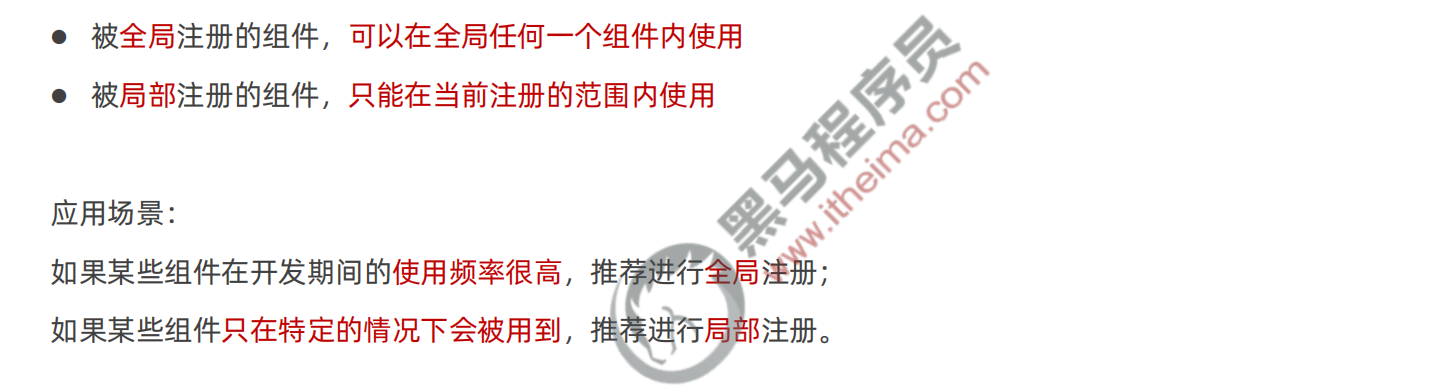 ● 被全局注册的组件，可以在全局任何一个组件内使用
● 被局部注册的组件，只能在当前注册的范围内使用
应用场景：
如果某些组件在开发期间的使用频率很高，推荐进行全局注册；
如果某些组件只在特定的情况下会被用到，推荐进行局部注册。
黑马程序员
www.itheima.com